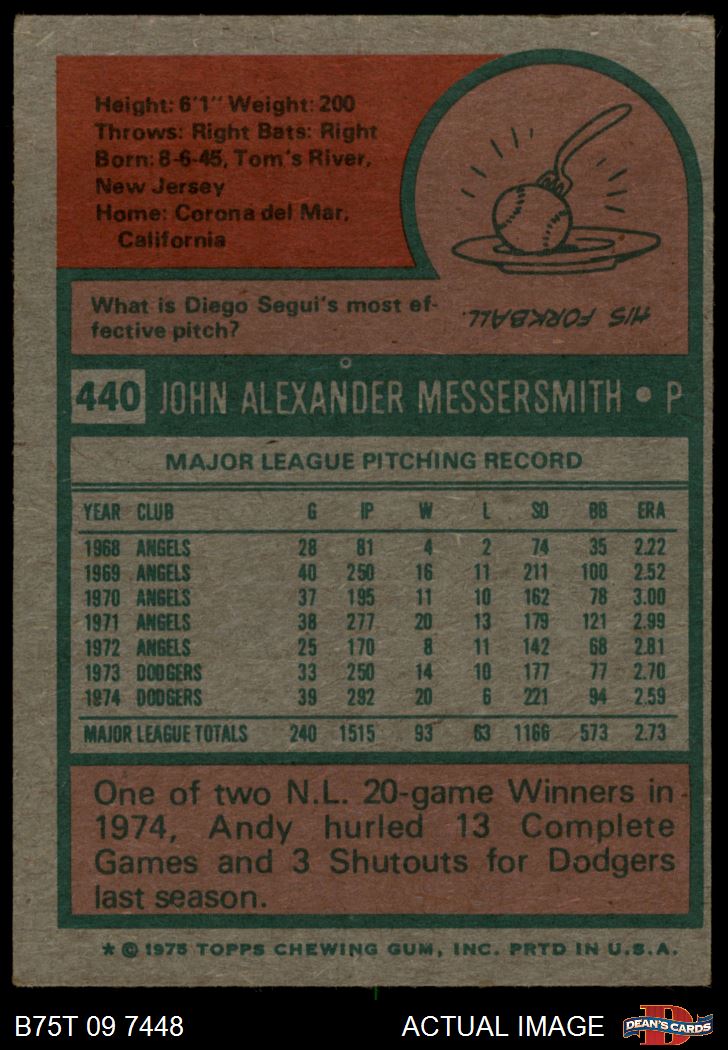 Height: 6'1" Weight: 200
Throws: Right Bats: Right
Born: 8-6-45, Tom's River,
New Jersey
Home: Corona del Mar,
California
What is Diego Segui's most ef-
fective pitch?
HIS FORKBALL.
440 JOHN ALEXANDER MESSERSMITH • P
MAJOR LEAGUE PITCHING RECORD
YEAR CLUB G IP W L SO BB ERA
1968 ANGELS 28 81 4 2 74 35 2.22
1969 ANGELS 40 250 16 11 211 100 2.52
1970 ANGELS 37 195 11 10 162 78 3.00
1971 ANGELS 38 277 20 13 179 121 2.99
1972 ANGELS 25 170 8 11 142 68 2.81
1973 DODGERS 33 250 14 10 177 77 2.70
1974 DODGERS 39 292 20 6 221 94 2.59
MAJOR LEAGUE TOTALS 240 1515 93 63 1166 573 2.73
One of two N.L. 20-game Winners in
1974, Andy hurled 13 Complete
Games and 3 Shutouts for Dodgers
last season.
* © 1975 TOPPS CHEWING GUM, INC. PRTD IN U.S.A.
B75T 09 7448 ACTUAL IMAGE D DEAN'S CARDS